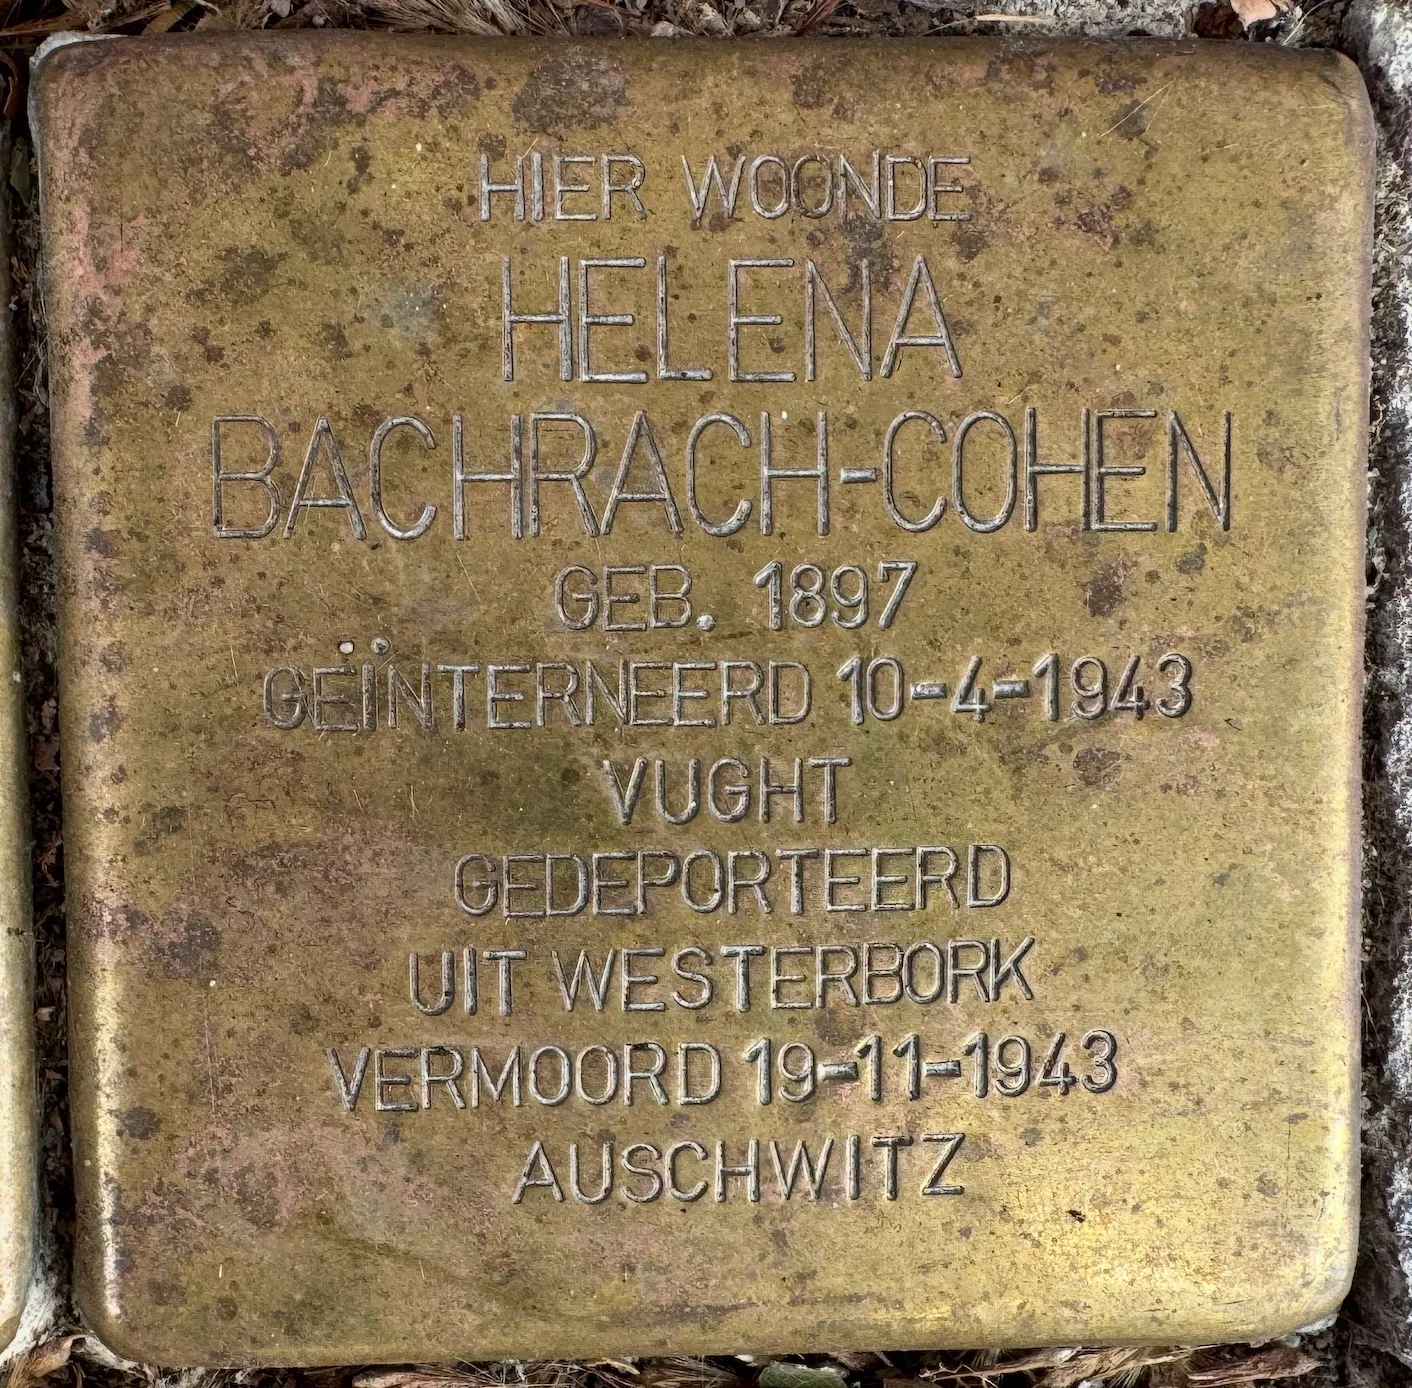 HIER WOONDE
HELENA
BACHRACH-COHEN
GEB. 1897
GEÏNTERNEERD 10-4-1943
VUGHT
GEDEPORTEERD
UIT WESTERBORK
VERMOORD 19-11-1943
AUSCHWITZ